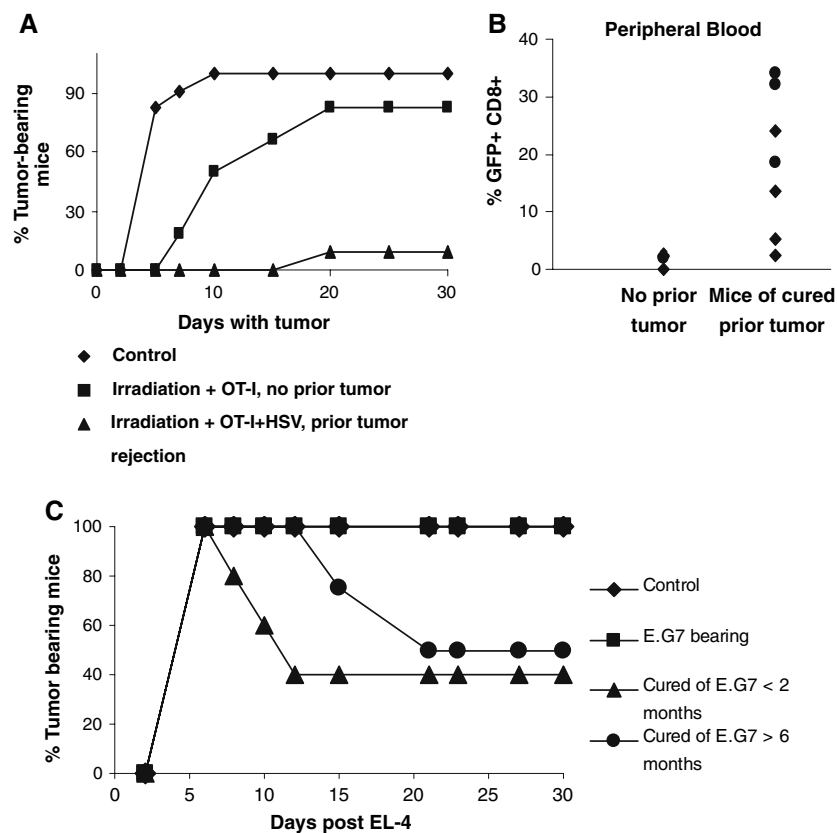 A
% Tumor-bearing
mice
90
60
30
0
0
10
20
30
Days with tumor
Control
Irradiation + OT-I, no prior tumor
Irradiation + OT-I+HSV, prior tumor
rejection
B
Peripheral Blood
% GFP+ CD8+
40
30
20
10
0
No prior
tumor
Mice of cured
prior tumor
C
% Tumor bearing mice
100
80
60
40
20
0
0
5
10
15
20
25
30
Days post EL-4
Control
E.G7 bearing
Cured of E.G7 < 2
months
Cured of E.G7 > 6
months